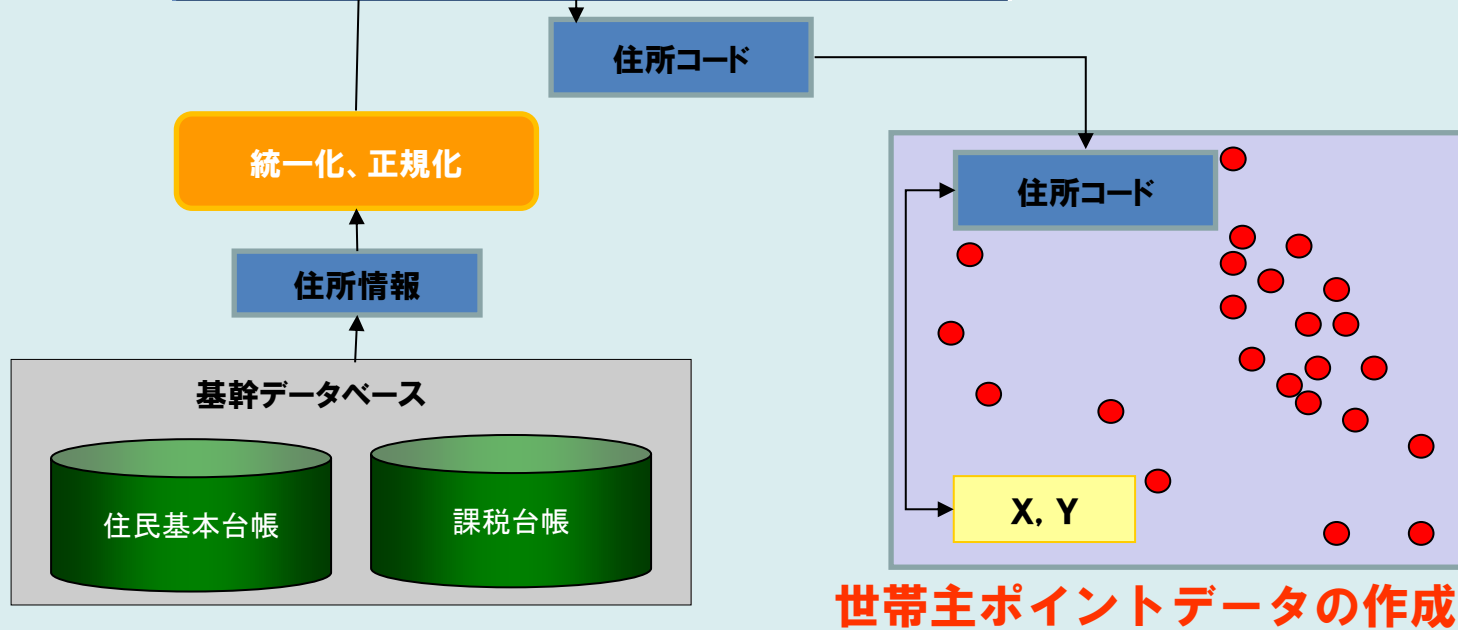 住所コード
統一化、正規化
住所コード
住所情報
基幹データベース
住民基本台帳
課税台帳
X, Y
世帯主ポイントデータの作成